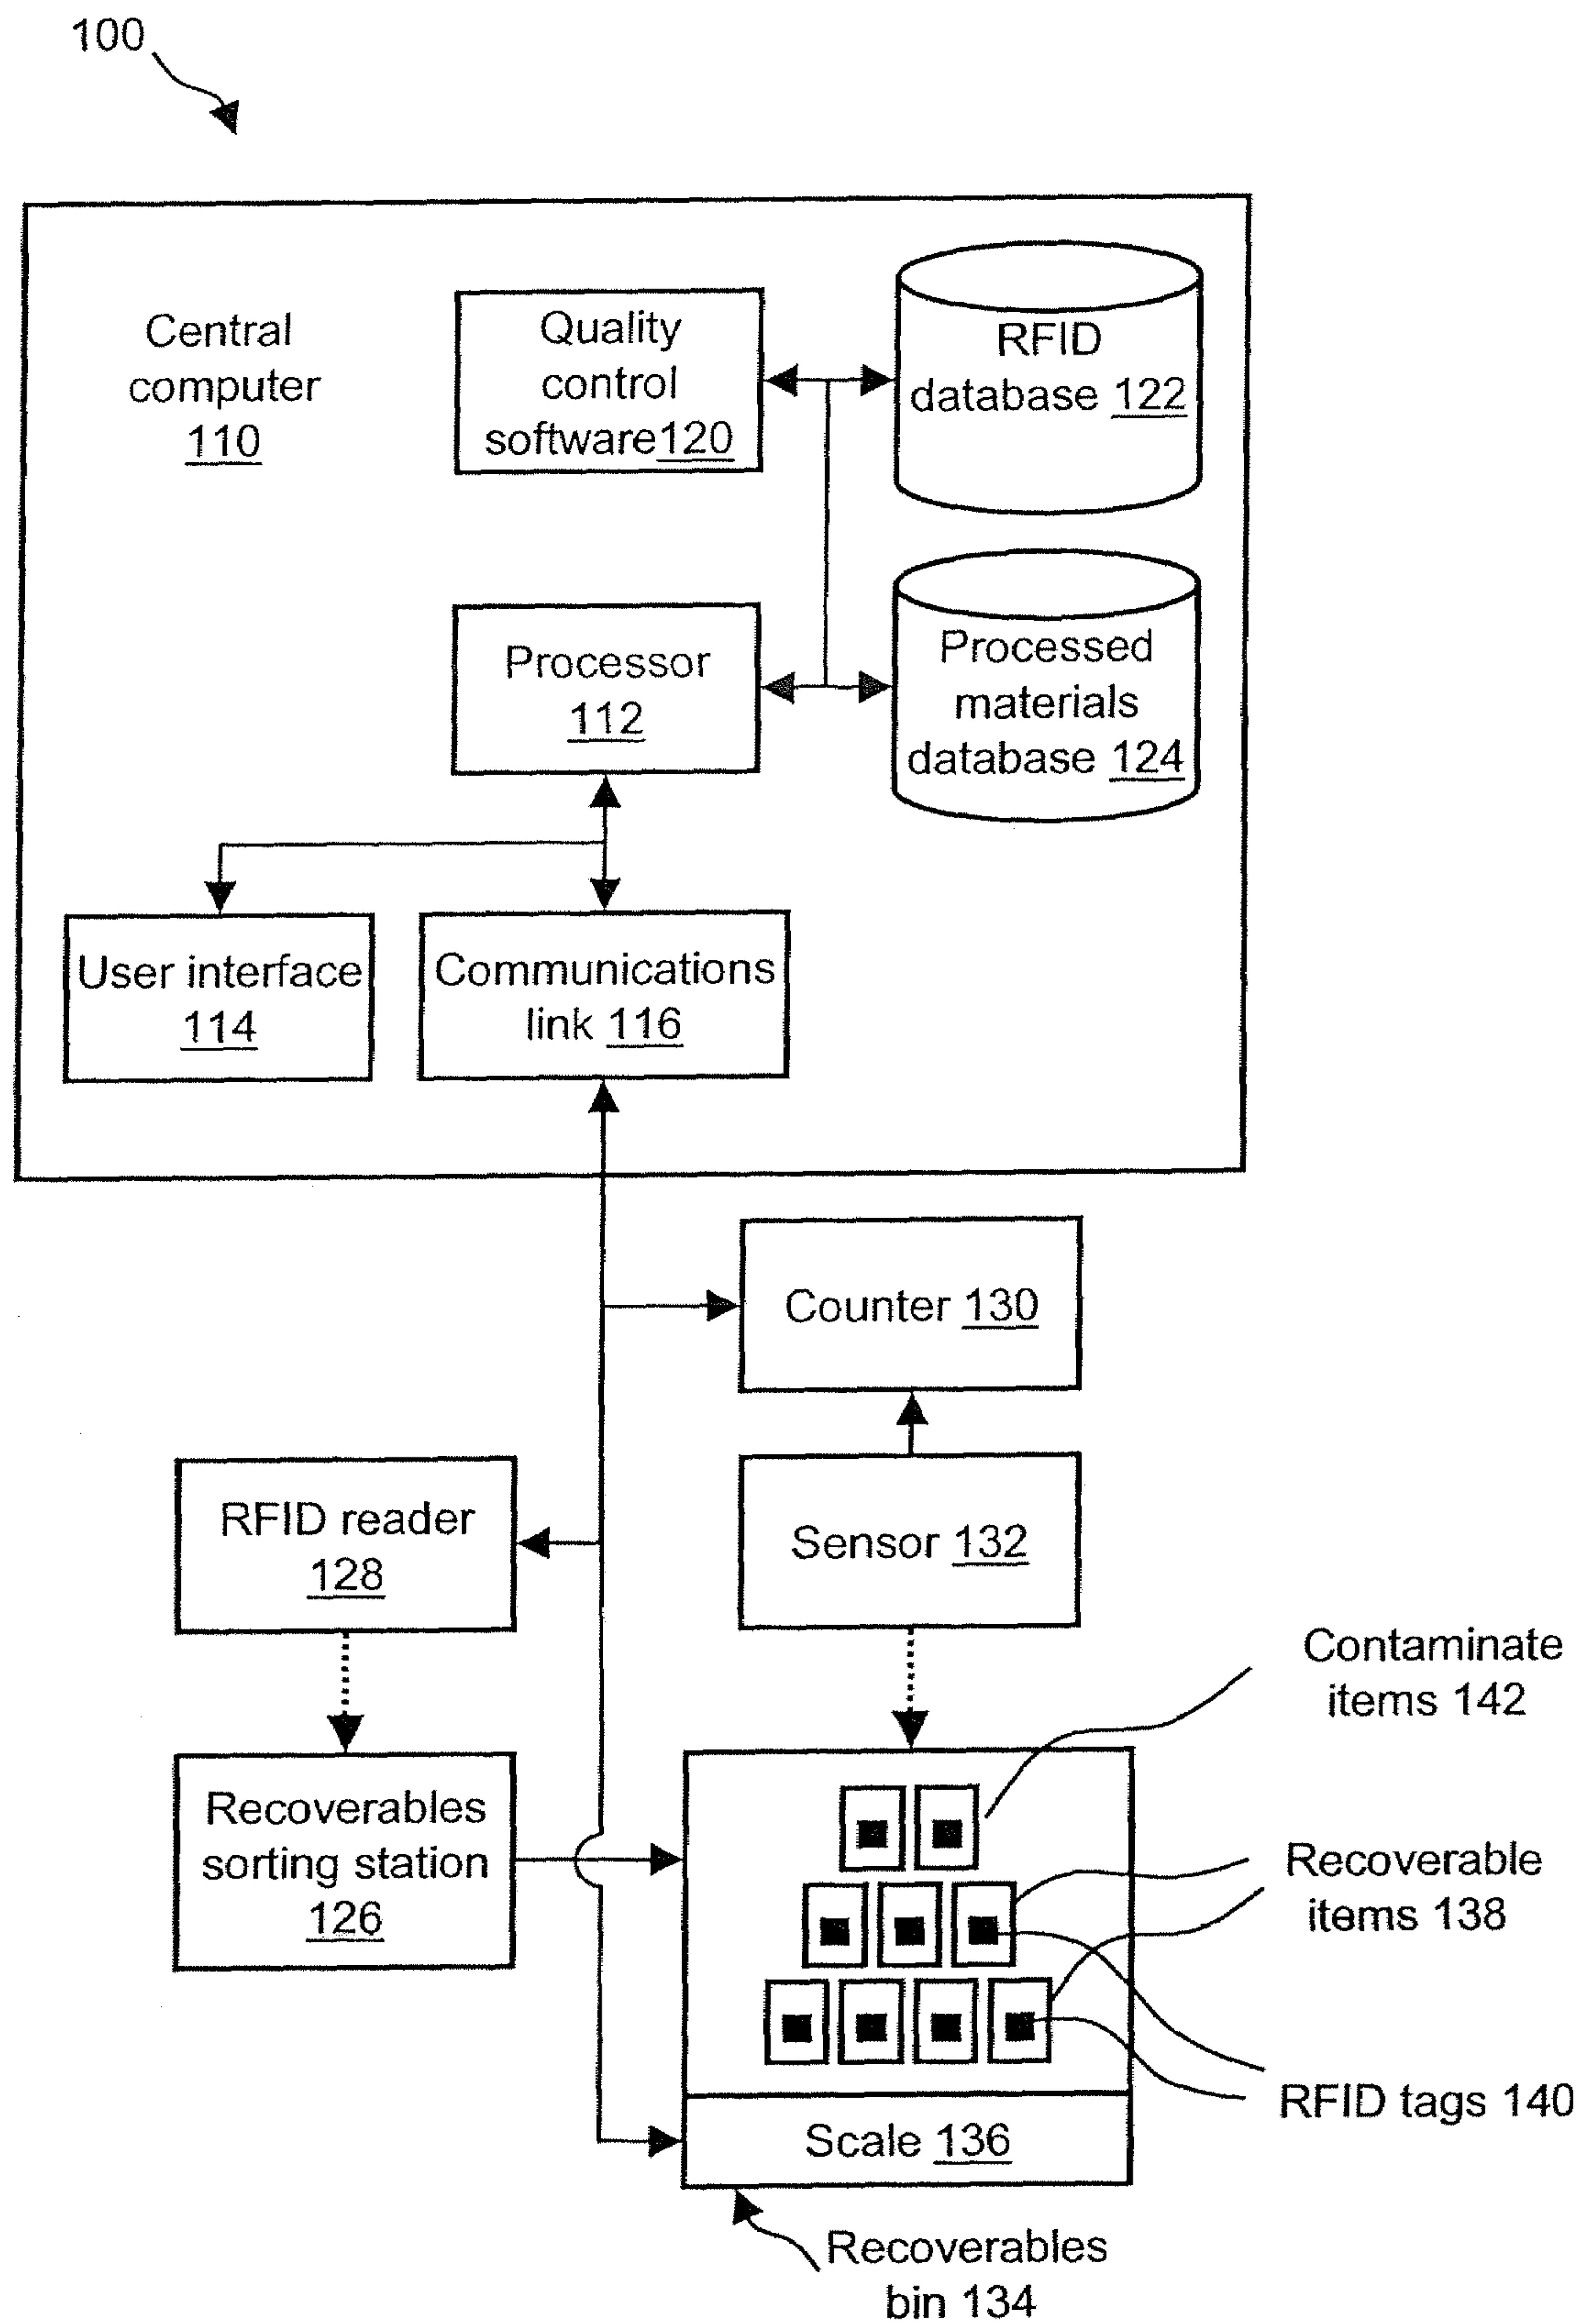 100
Central
computer
110
Quality
control
software120
RFID
database 122
Processor
112
Processed
materials
database 124
User interface
114
Communications
link 116
Counter 130
RFID reader
128
Sensor 132
Contaminate
items 142
Recoverables
sorting station
126
Recoverable
items 138
RFID tags 140
Scale 136
Recoverables
bin 134